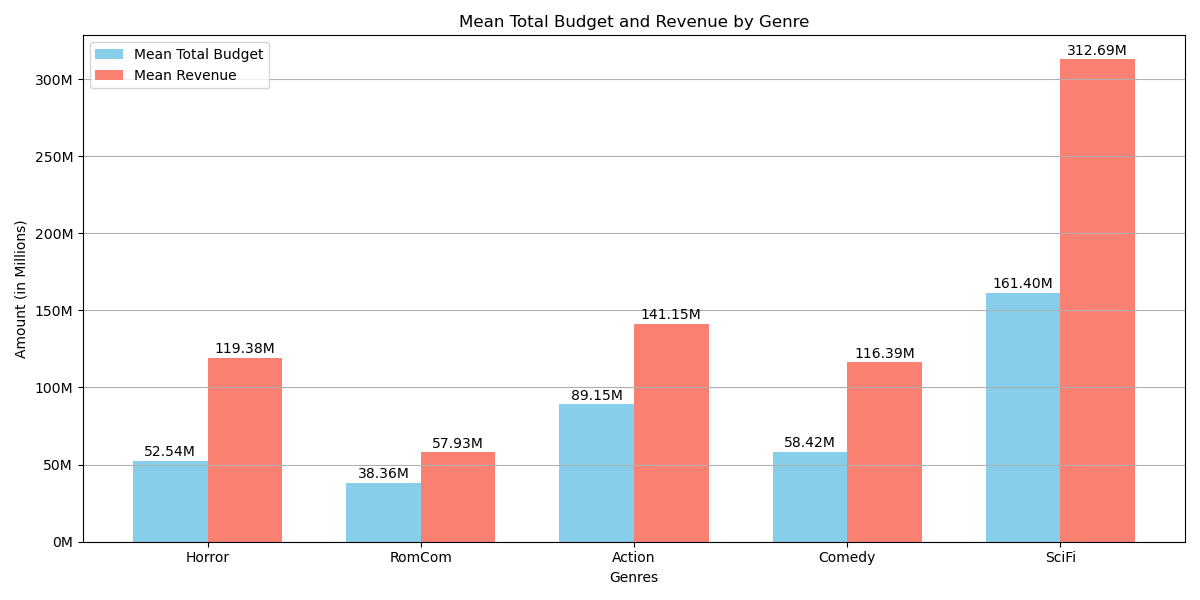 Mean Total Budget and Revenue by Genre
Mean Total Budget
Mean Revenue
Amount (in Millions)
300M
250M
200M
150M
100M
50M
0M
52.54M
119.38M
38.36M
57.93M
89.15M
141.15M
58.42M
116.39M
161.40M
312.69M
Horror
RomCom
Action
Comedy
SciFi
Genres